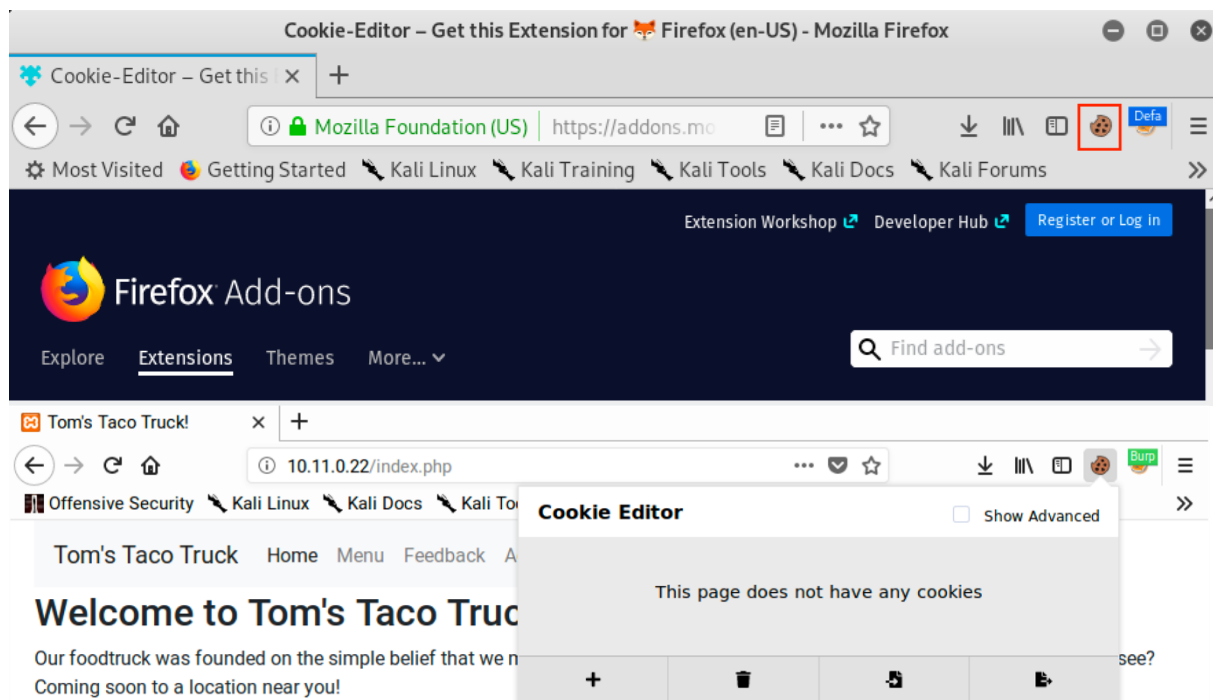 Cookie-Editor – Get this Extension for 🦊 Firefox (en-US) - Mozilla Firefox
Cookie-Editor – Get this
Mozilla Foundation (US) https://addons.mo
Defa
Most Visited Getting Started Kali Linux Kali Training Kali Tools Kali Docs Kali Forums
Extension Workshop Developer Hub Register or Log in
Firefox Add-ons
Explore Extensions Themes More... Find add-ons
Tom's Taco Truck!
10.11.0.22/index.php
Burp
Offensive Security Kali Linux Kali Docs Kali To
Cookie Editor Show Advanced
Tom's Taco Truck Home Menu Feedback A
This page does not have any cookies
Welcome to Tom's Taco Truc
Our foodtruck was founded on the simple belief that we n see?
Coming soon to a location near you!